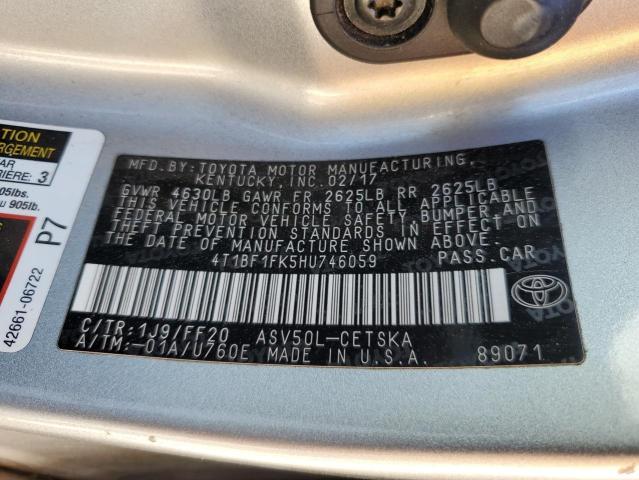 TION
RGEMENT
AR
RIÈRE: 3
905lbs.
u 905lb.
P7
42661-06722
MFD. BY: TOYOTA MOTOR MANUFACTURING,
KENTUCKY, INC. 02/17
GVWR 4630LB GAWR FR 2625LB RR 2625LB
THIS VEHICLE CONFORMS TO ALL APPLICABLE
FEDERAL MOTOR VEHICLE SAFETY, BUMPER, AND
THEFT PREVENTION STANDARDS IN EFFECT ON
THE DATE OF MANUFACTURE SHOWN ABOVE.
4T1BF1FK5HU746059 PASS.CAR
C/TR: 1J9/FF20 ASV50L-CETSKA
A/TM:-01A/U760E MADE IN U.S.A. 89071